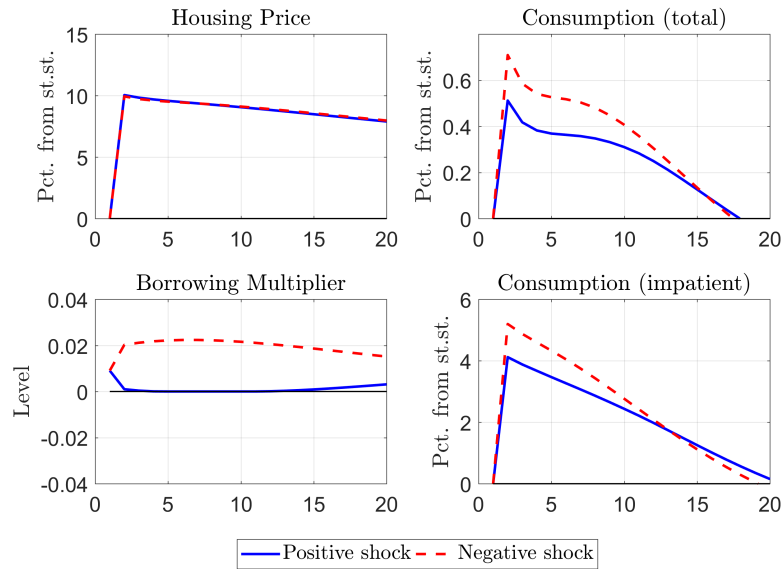 Housing Price
Pct. from st.st.
15
10
5
0
0 5 10 15 20
Consumption (total)
Pct. from st.st.
0.6
0.4
0.2
0
0 5 10 15 20
Borrowing Multiplier
Level
0.04
0.02
0
-0.02
-0.04
0 5 10 15 20
Consumption (impatient)
Pct. from st.st.
6
4
2
0
0 5 10 15 20
Positive shock Negative shock